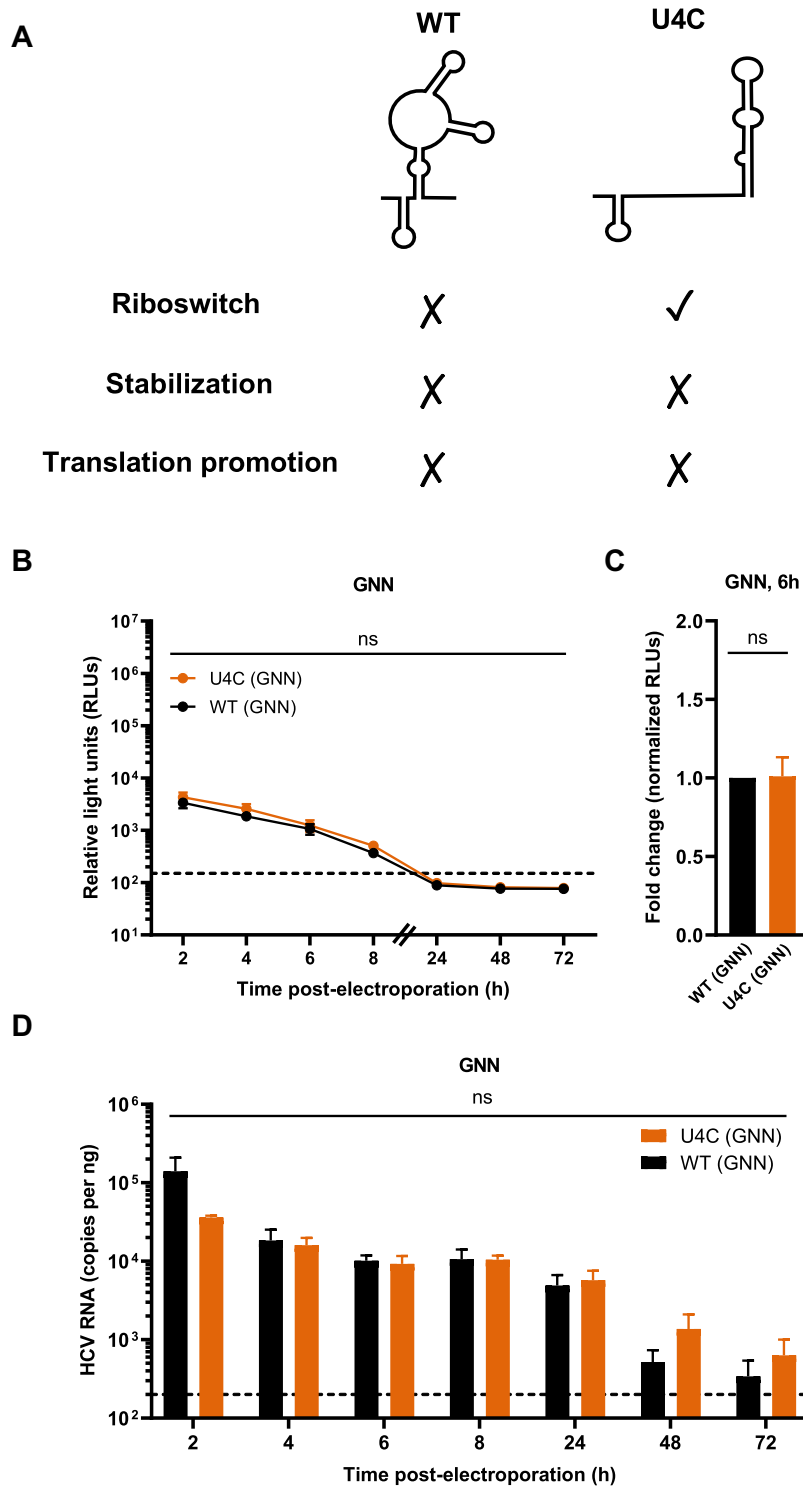 A
WT
U4C
Riboswitch
✗
✓
Stabilization
✗
✗
Translation promotion
✗
✗
B
GNN
Relative light units (RLUs)
10⁷
10⁶
10⁵
10⁴
10³
10²
10¹
ns
U4C (GNN)
WT (GNN)
2
4
6
8
24
48
72
Time post-electroporation (h)
C
GNN, 6h
Fold change (normalized RLUs)
2.0
1.5
1.0
0.5
0.0
ns
WT (GNN)
U4C (GNN)
D
GNN
HCV RNA (copies per ng)
10⁶
10⁵
10⁴
10³
10²
ns
U4C (GNN)
WT (GNN)
2
4
6
8
24
48
72
Time post-electroporation (h)